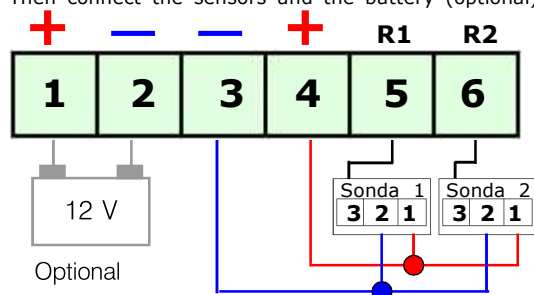 Then connect the sensors and the battery (optional)
+ — — + R1 R2
1 2 3 4 5 6
Sonda 1 Sonda 2
3 2 1 3 2 1
12 V
Optional